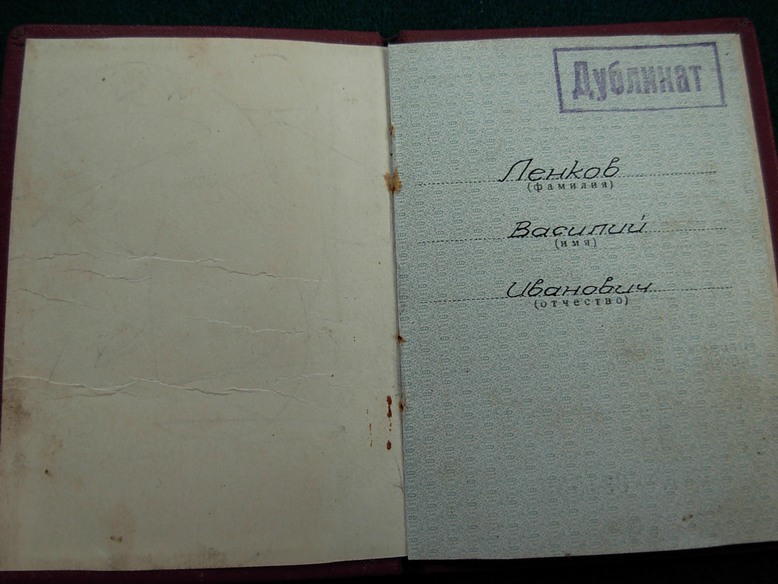 Дубликат
Ленков
(фамилия)
Василий
(имя)
Иванович
(отчество)